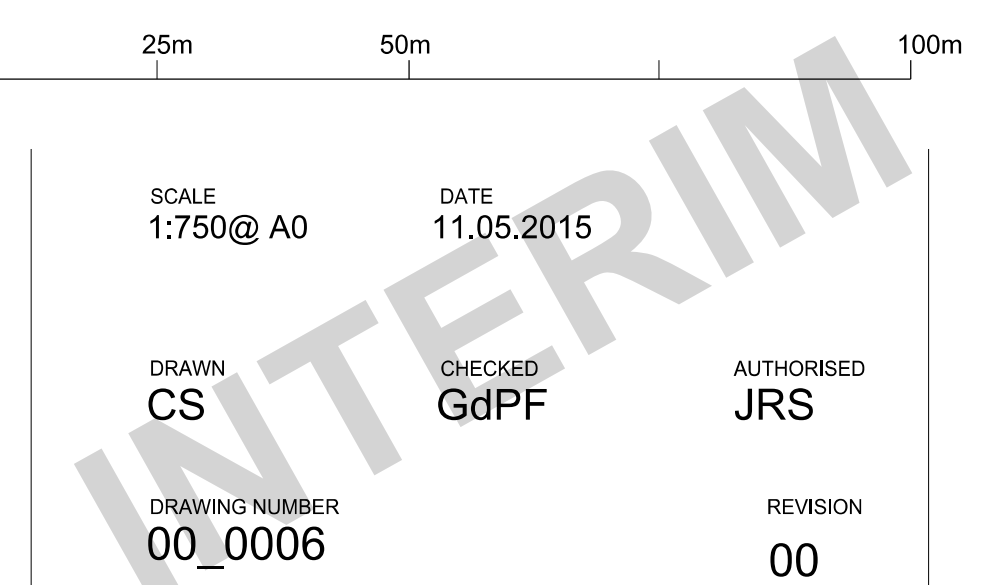 25m 50m 100m
SCALE DATE
1:750@ A0 11.05.2015
DRAWN CHECKED AUTHORISED
CS GdPF JRS
DRAWING NUMBER REVISION
00_0006 00
INTERIM